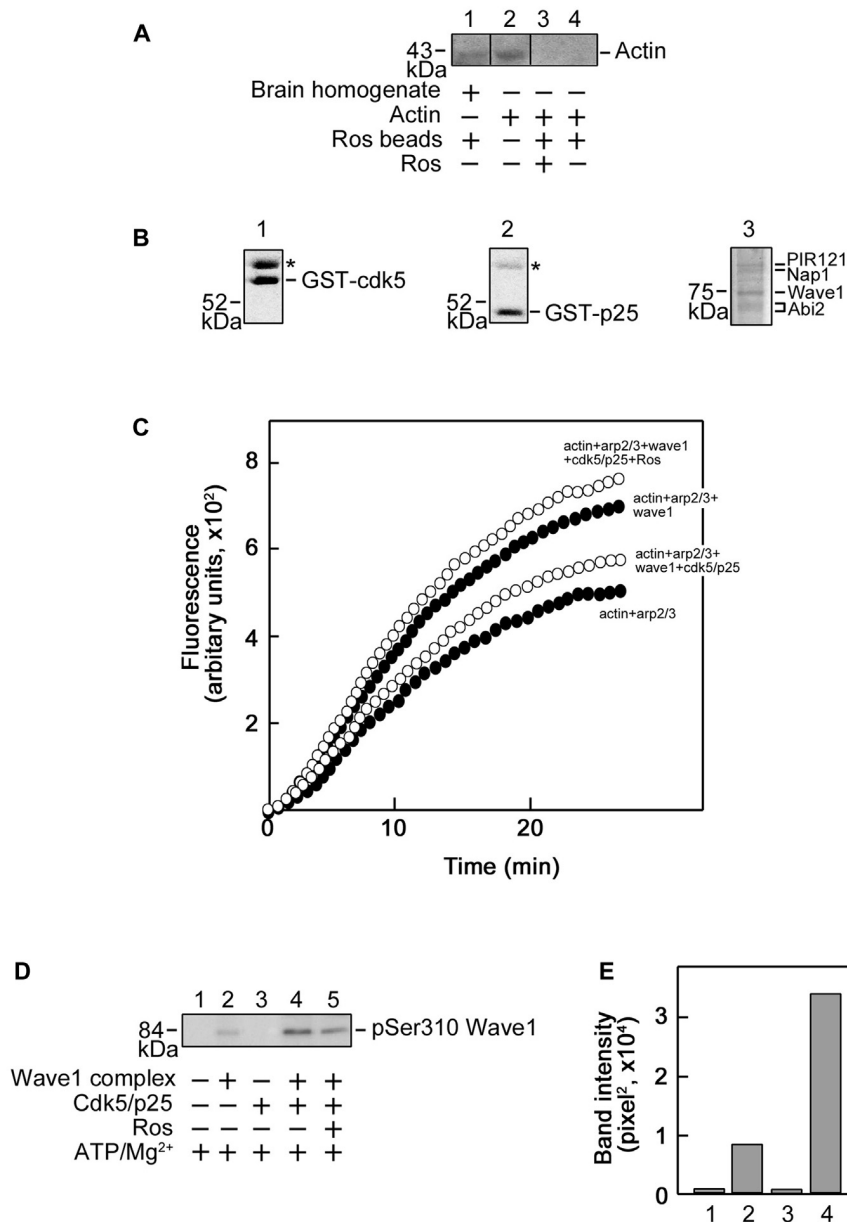 A
1 2 3 4
43
kDa
Actin
Brain homogenate + – – –
Actin – + + +
Ros beads + – + +
Ros – – + –
B
1 2 3
*
GST-cdk5
52
kDa
*
52
kDa
GST-p25
PIR121
Nap1
75
kDa
Wave1
Abi2
C
Fluorescence
(arbitary units, x10²)
8
6
4
2
0 10 20
Time (min)
actin+arp2/3+wave1
+cdk5/p25+Ros
actin+arp2/3+
wave1
actin+arp2/3+
wave1+cdk5/p25
actin+arp2/3
D
1 2 3 4 5
84
kDa
pSer310 Wave1
Wave1 complex – + – + +
Cdk5/p25 – – + + +
Ros +
ATP/Mg²⁺ + + + + +
E
Band intensity
(pixel², x10⁴)
3
2
1
0
1 2 3 4